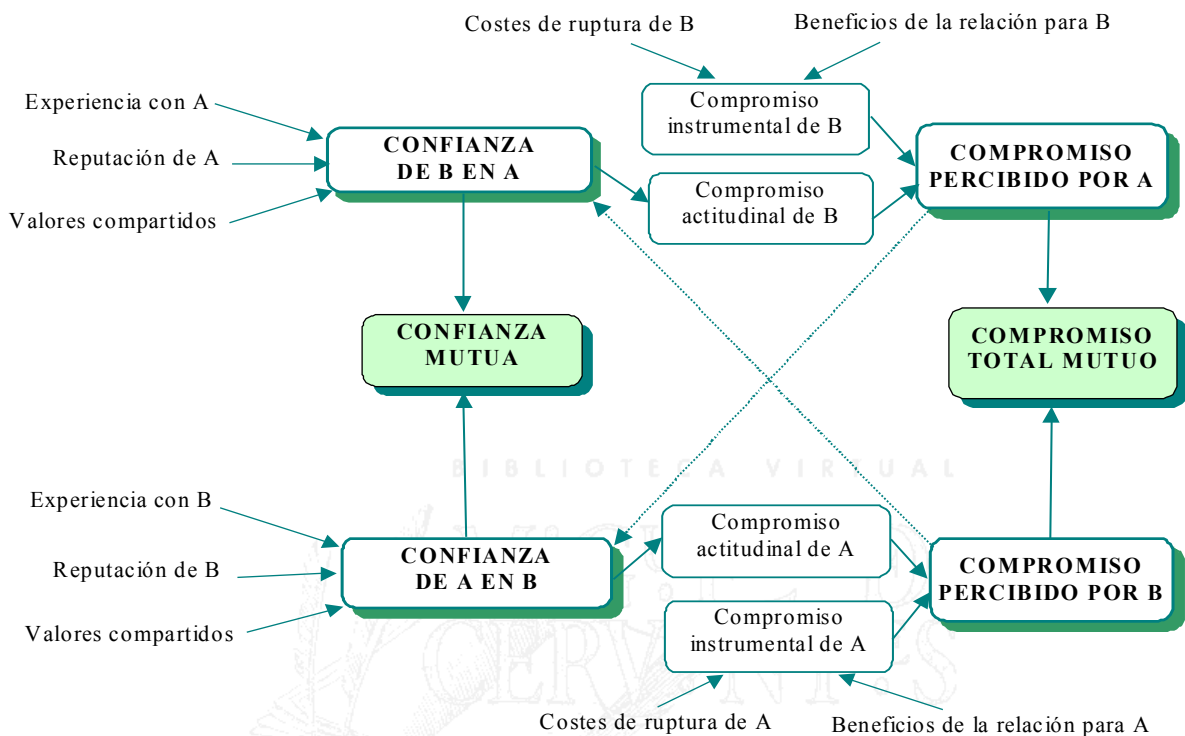 Costes de ruptura de B
Beneficios de la relación para B
Experiencia con A
Reputación de A
Valores compartidos
CONFIANZA
DE B EN A
Compromiso
instrumental de B
Compromiso
actitudinal de B
COMPROMISO
PERCIBIDO POR A
CONFIANZA
MUTUA
COMPROMISO
TOTAL MUTUO
BIBLIOTECA VIRTUAL
MIGUEL DE
CERVANTES
Experiencia con B
Reputación de B
Valores compartidos
CONFIANZA
DE A EN B
Compromiso
actitudinal de A
Compromiso
instrumental de A
COMPROMISO
PERCIBIDO POR B
Costes de ruptura de A
Beneficios de la relación para A